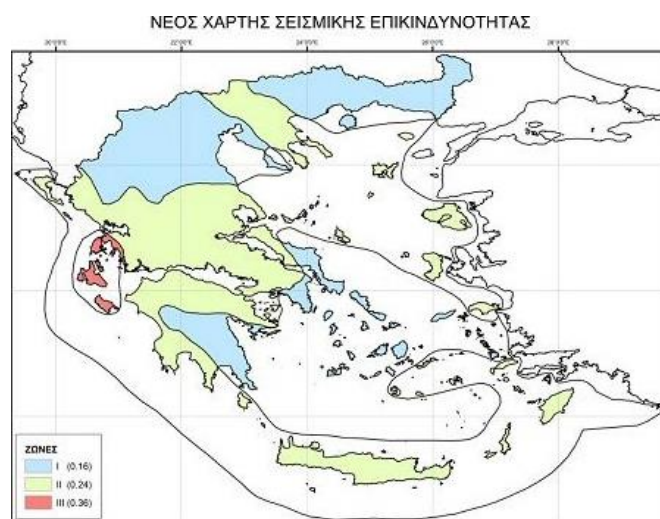 ΝΕΟΣ ΧΑΡΤΗΣ ΣΕΙΣΜΙΚΗΣ ΕΠΙΚΙΝΔΥΝΟΤΗΤΑΣ
ΖΩΝΕΣ
I (0.16)
II (0.24)
III (0.36)